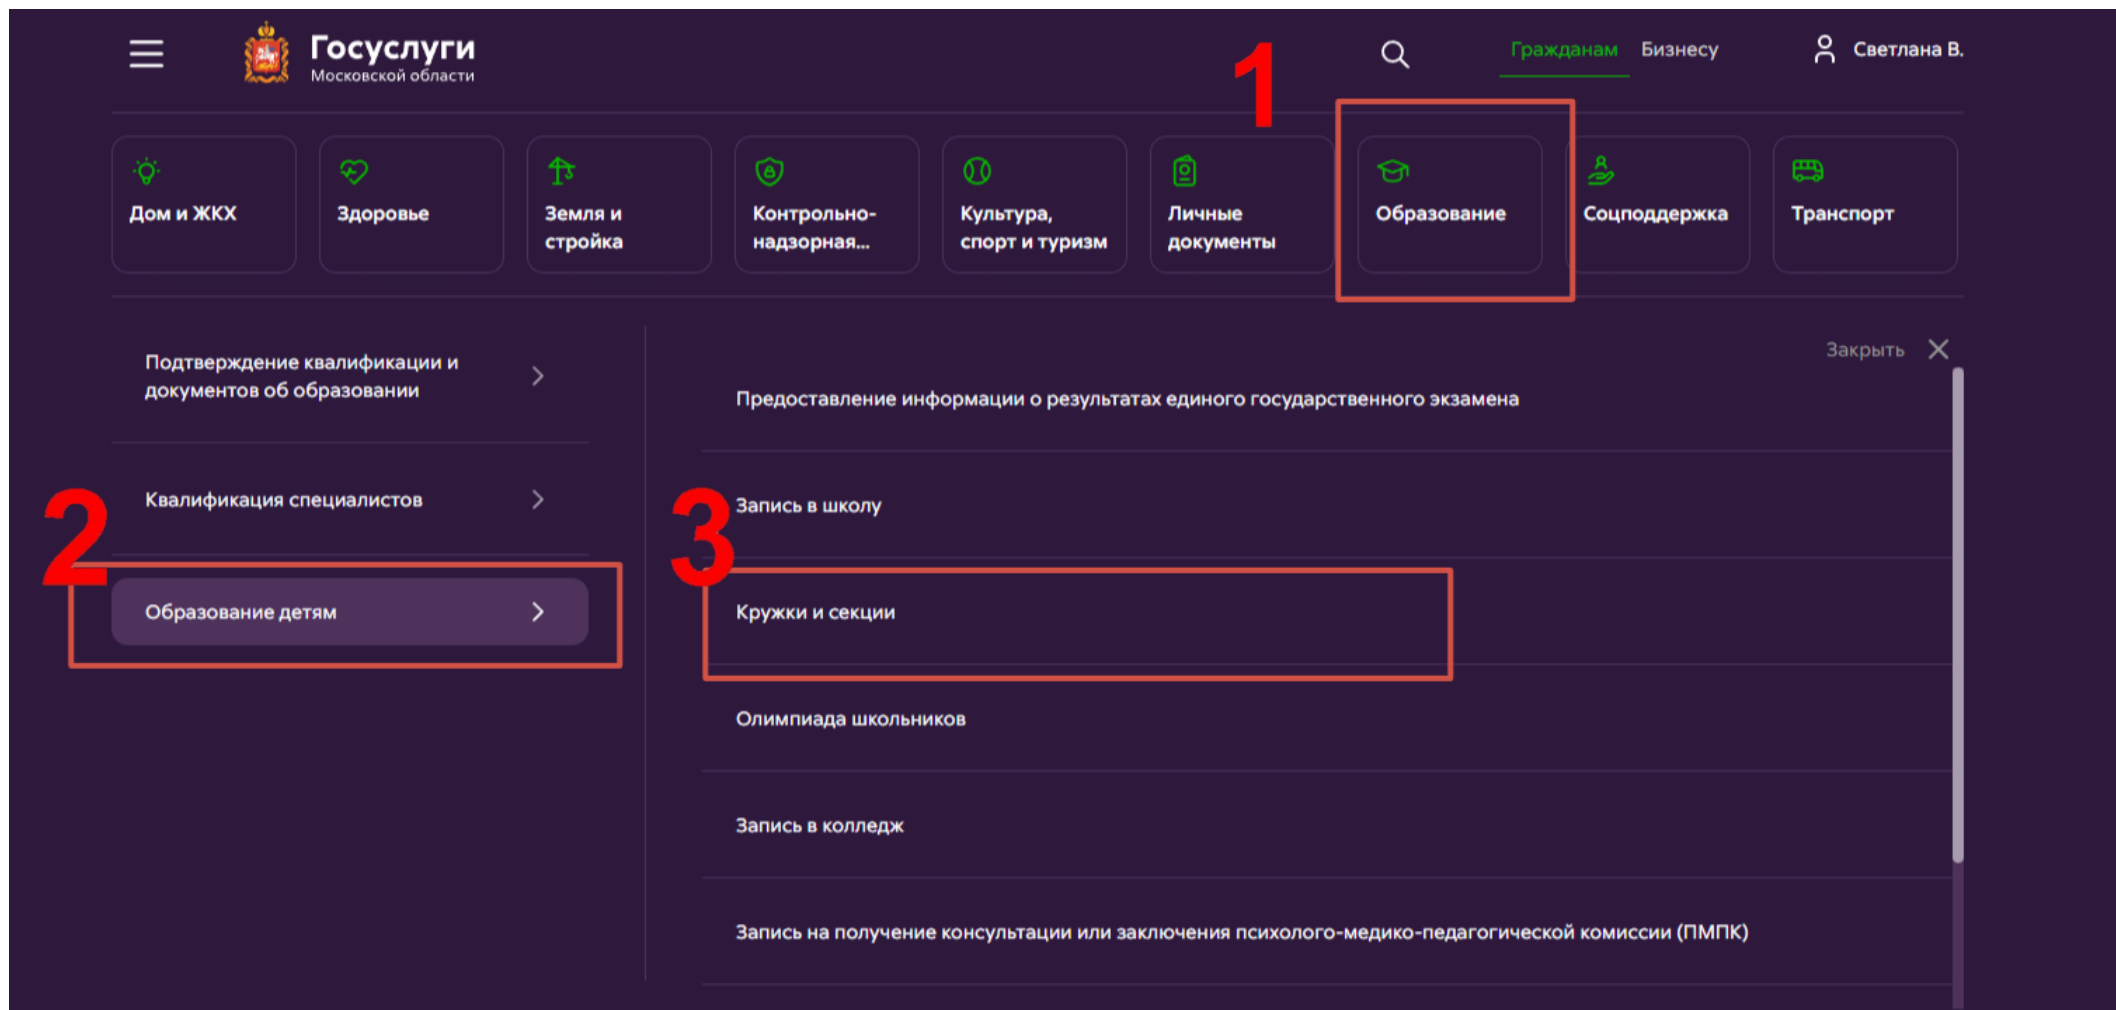 Госуслуги
Московской области
1
Гражданам
Бизнесу
Светлана В.
Дом и ЖКХ
Здоровье
Земля и
стройка
Контрольно-
надзорная...
Культура,
спорт и туризм
Личные
документы
Образование
Соцподдержка
Транспорт
Закрыть
Подтверждение квалификации и
документов об образовании
Квалификация специалистов
2
Образование детям
Предоставление информации о результатах единого государственного экзамена
Запись в школу
3
Кружки и секции
Олимпиада школьников
Запись в колледж
Запись на получение консультации или заключения психолого-медико-педагогической комиссии (ПМПК)